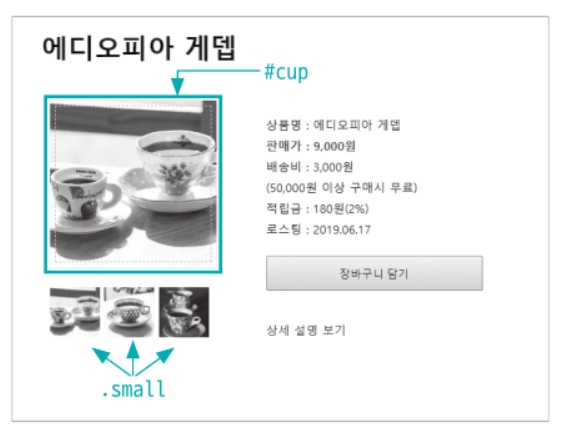 에디오피아 게뎁
#cup
상품명 : 에디오피아 게뎁
판매가 : 9,000원
배송비 : 3,000원
(50,000원 이상 구매시 무료)
적립금 : 180원(2%)
로스팅 : 2019.06.17
장바구니 담기
상세 설명 보기
.small